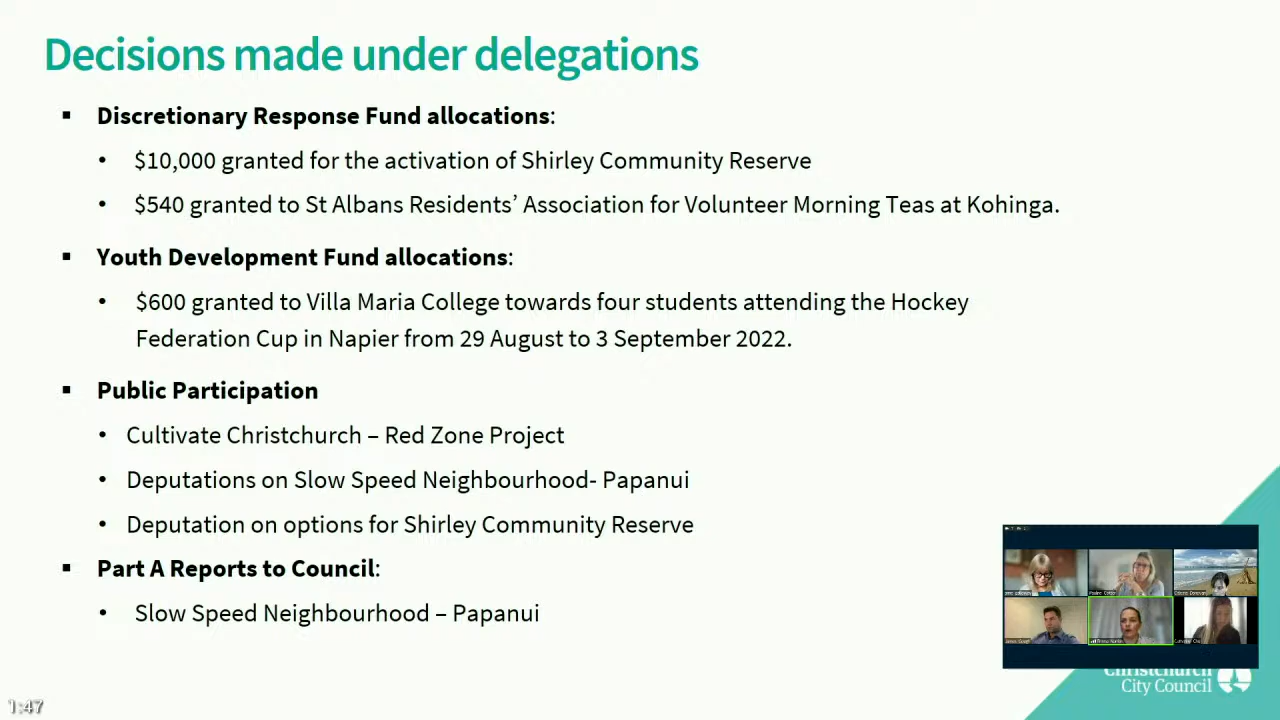 Decisions made under delegations
▪ Discretionary Response Fund allocations:
• $10,000 granted for the activation of Shirley Community Reserve
• $540 granted to St Albans Residents’ Association for Volunteer Morning Teas at Kohinga.
▪ Youth Development Fund allocations:
• $600 granted to Villa Maria College towards four students attending the Hockey
Federation Cup in Napier from 29 August to 3 September 2022.
▪ Public Participation
• Cultivate Christchurch – Red Zone Project
• Deputations on Slow Speed Neighbourhood- Papanui
• Deputation on options for Shirley Community Reserve
▪ Part A Reports to Council:
• Slow Speed Neighbourhood – Papanui
Christchurch
City Council
1:47